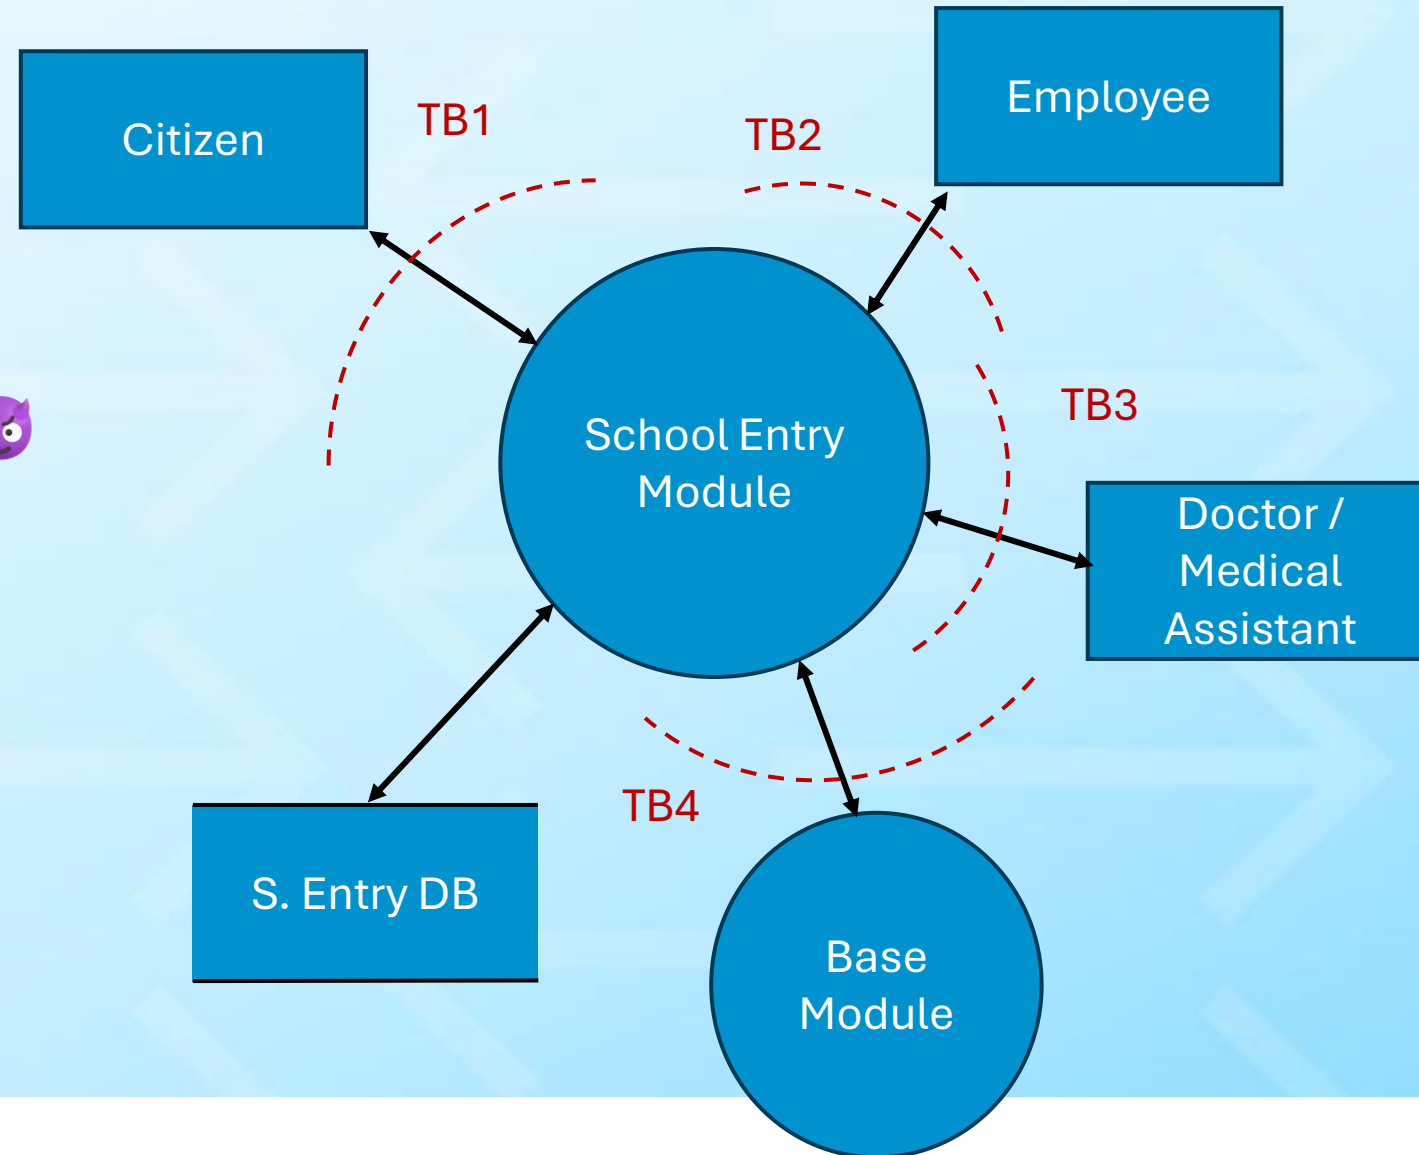 Citizen
TB1
TB2
Employee
School Entry
Module
TB3
Doctor /
Medical
Assistant
TB4
S. Entry DB
Base
Module